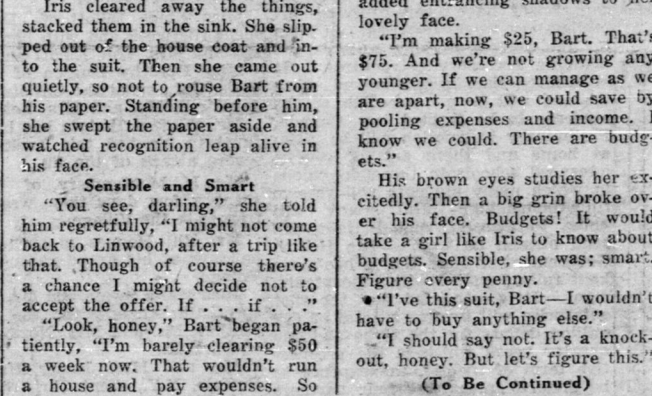 Iris cleared away the things,
stacked them in the sink. She slip-
ped out of the house coat and in-
to the suit. Then she came out
quietly, so not to rouse Bart from
his paper. Standing before him,
she swept the paper aside and
watched recognition leap alive in
his face.
Sensible and Smart
"You see, darling," she told
him regretfully, "I might not come
back to Linwood, after a trip like
that. Though of course there's
a chance I might decide not to
accept the offer. If . . . if . . ."
"Look, honey," Bart began pa-
tiently, "I'm barely clearing $50
a week now. That wouldn't run
a house and pay expenses. So
added entrancing shadows to her
lovely face.
"I'm making $25, Bart. That's
$75. And we're not growing any
younger. If we can manage as we
are apart, now, we could save by
pooling expenses and income. I
know we could. There are budg-
ets."
His brown eyes studies her ex-
citedly. Then a big grin broke ov-
er his face. Budgets! It would
take a girl like Iris to know about
budgets. Sensible, she was; smart.
Figure every penny.
"I've this suit, Bart—I wouldn't
have to buy anything else."
"I should say not. It's a knock-
out, honey. But let's figure this."
(To Be Continued)